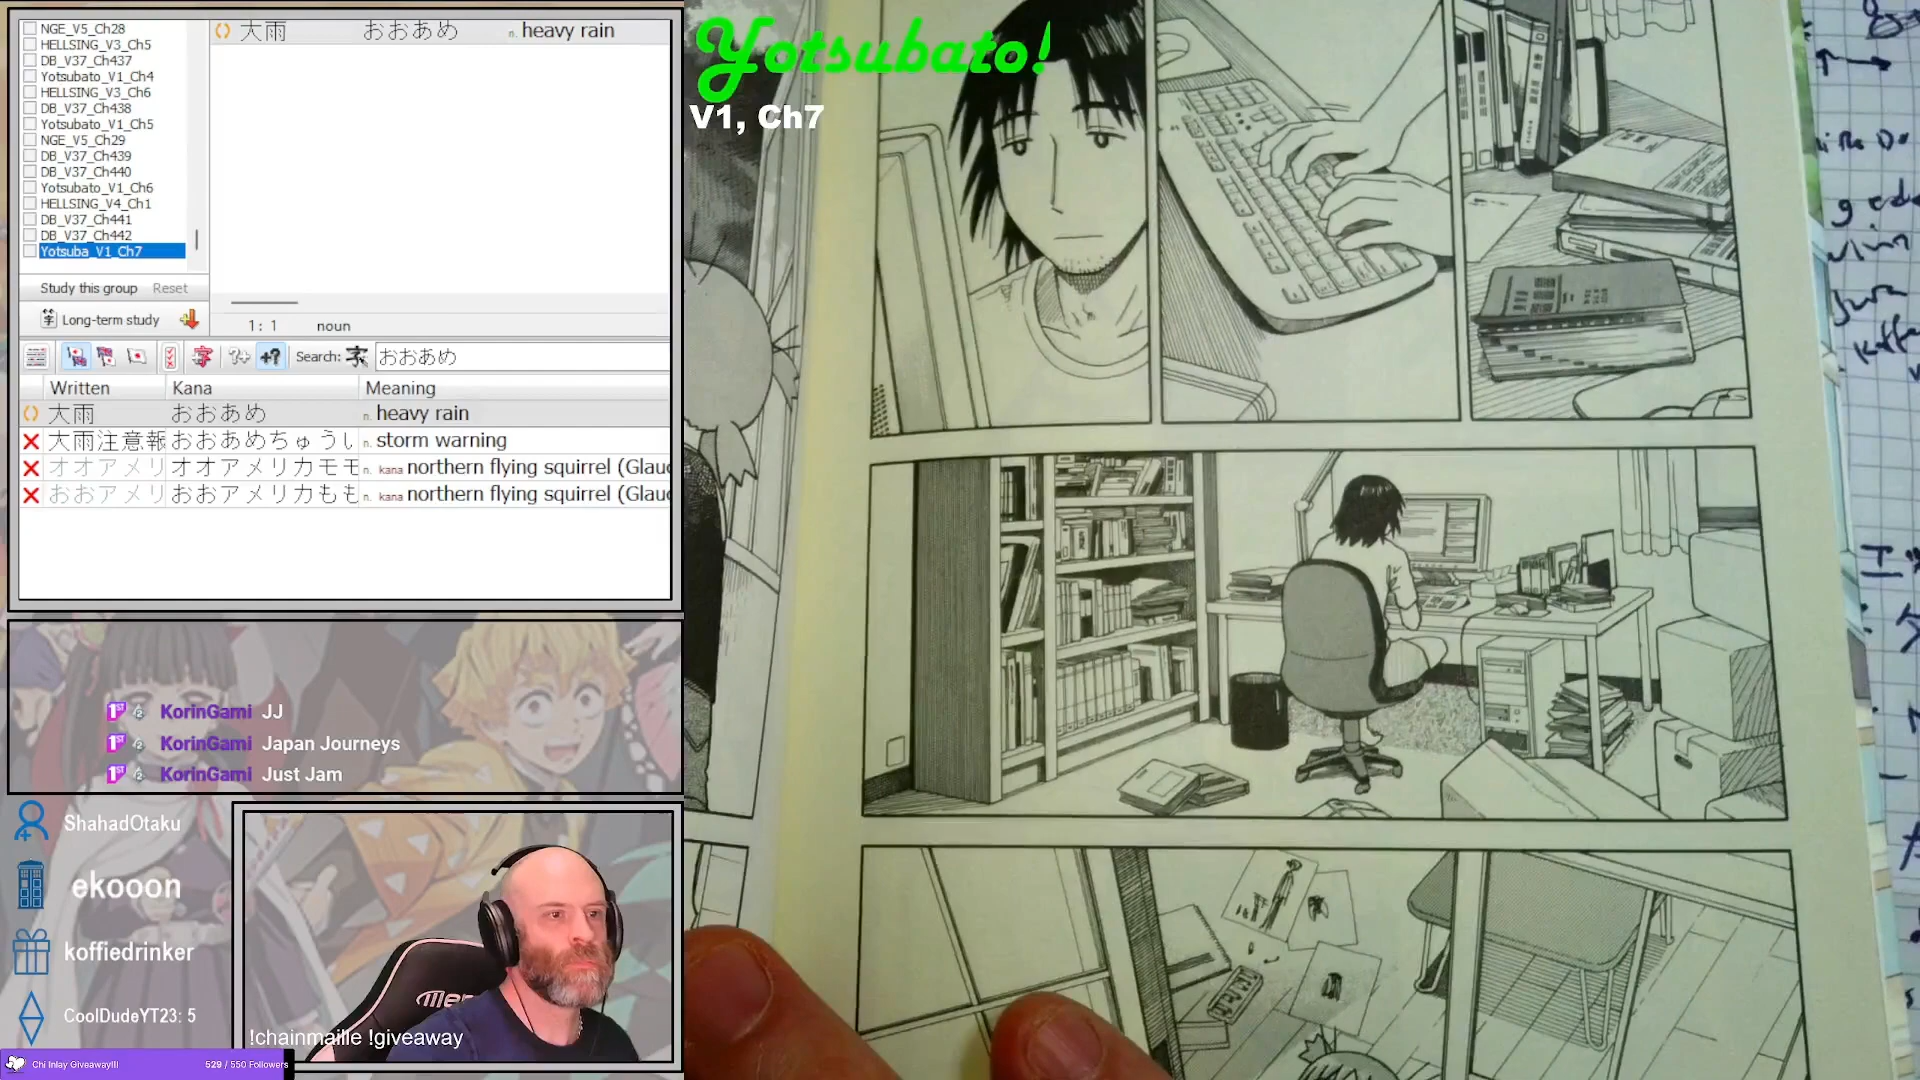 NGE_V5_Ch28
HELLSING_V3_Ch5
DB_V37_Ch437
Yotsubato_V1_Ch4
HELLSING_V3_Ch6
DB_V37_Ch438
Yotsubato_V1_Ch5
NGE_V5_Ch29
DB_V37_Ch439
DB_V37_Ch440
Yotsubato_V1_Ch6
HELLSING_V4_Ch1
DB_V37_Ch441
DB_V37_Ch442
Yotsuba_V1_Ch7
Study this group Reset
Long-term study
大雨 おおあめ n. heavy rain
1: 1 noun
Search: おおあめ
Written Kana Meaning
大雨 おおあめ n. heavy rain
大雨注意報 おおあめちゅうい n. storm warning
オオアメリ オオアメリカモモ n. kana northern flying squirrel (Glauc
おおアメリ おおアメリカもも n. kana northern flying squirrel (Glauc
Yotsubato!
V1, Ch7
KorinGami JJ
KorinGami Japan Journeys
KorinGami Just Jam
ShahadOtaku
ekooon
koffiedrinker
CoolDudeYT23: 5
!chainmaille !giveaway
Chi Inlay Giveaway!!!
529 / 550 Followers